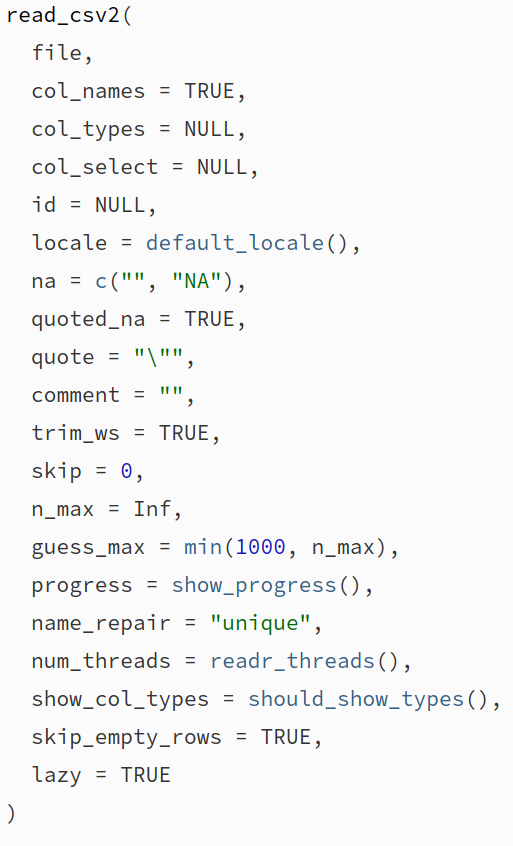 read_csv2(
  file,
  col_names = TRUE,
  col_types = NULL,
  col_select = NULL,
  id = NULL,
  locale = default_locale(),
  na = c("", "NA"),
  quoted_na = TRUE,
  quote = "\"",
  comment = "",
  trim_ws = TRUE,
  skip = 0,
  n_max = Inf,
  guess_max = min(1000, n_max),
  progress = show_progress(),
  name_repair = "unique",
  num_threads = readr_threads(),
  show_col_types = should_show_types(),
  skip_empty_rows = TRUE,
  lazy = TRUE
)